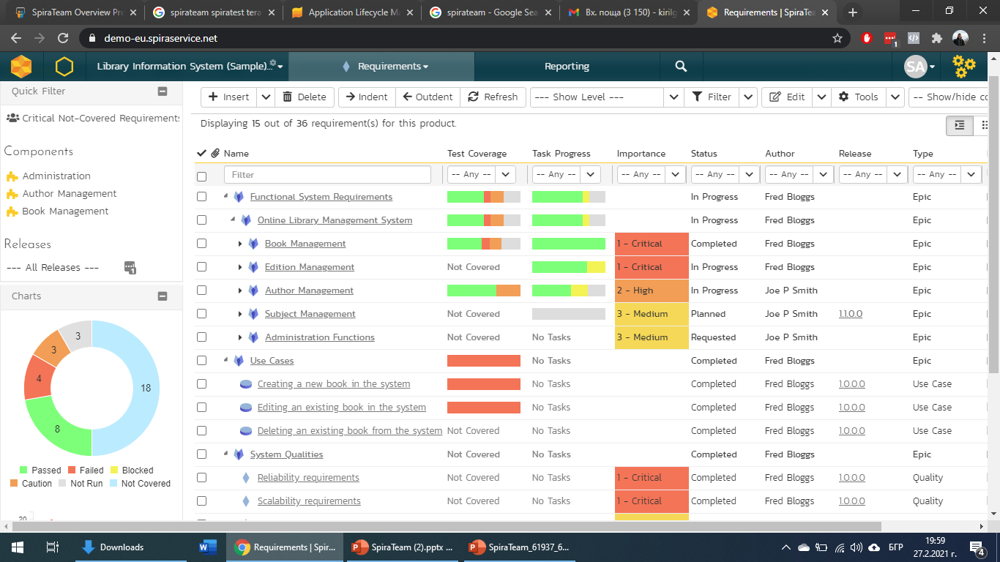 SpiraTeam Overview Pre
spirateam spiratest tera
Application Lifecycle Ma
spirateam - Google Sea
Вх. поща (3 150) - kirilg
Requirements | SpiraTea
demo-eu.spiraservice.net
1
Library Information System (Sample)...
Requirements
Reporting
SA
Quick Filter
Critical Not-Covered Requirements
Components
Administration
Author Management
Book Management
Releases
--- All Releases ---
Charts
3
3
4
18
8
Passed Failed Blocked
Caution Not Run Not Covered
20
Insert Delete Indent Outdent Refresh --- Show Level --- Filter Edit Tools -- Show/hide co
Displaying 15 out of 36 requirement(s) for this product.
Name Test Coverage Task Progress Importance Status Author Release Type
Filter -- Any -- -- Any -- -- Any -- -- Any -- -- Any -- -- Any -- -- Any --
Functional System Requirements In Progress Fred Bloggs Epic
Online Library Management System In Progress Fred Bloggs Epic
Book Management 1 - Critical Completed Fred Bloggs Epic
Edition Management Not Covered 1 - Critical In Progress Fred Bloggs Epic
Author Management 2 - High In Progress Joe P Smith Epic
Subject Management Not Covered 3 - Medium Planned Joe P Smith 1.1.0.0 Epic
Administration Functions Not Covered No Tasks 3 - Medium Requested Joe P Smith Epic
Use Cases No Tasks Completed Fred Bloggs Epic
Creating a new book in the system No Tasks Completed Fred Bloggs 1.0.0.0 Use Case
Editing an existing book in the system No Tasks Completed Fred Bloggs 1.0.0.0 Use Case
Deleting an existing book from the system Not Covered No Tasks Completed Fred Bloggs 1.0.0.0 Use Case
System Qualities Not Covered No Tasks Completed Fred Bloggs Epic
Reliability requirements Not Covered No Tasks 1 - Critical Completed Fred Bloggs 1.0.0.0 Quality
Scalability requirements Not Covered No Tasks 1 - Critical Completed Fred Bloggs 1.0.0.0 Quality
Downloads
Requirements | Spir...
SpiraTeam (2).pptx ...
SpiraTeam_61937_6...
БГР
19:59
27.2.2021 г.
4